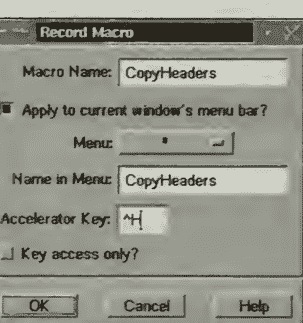 Record Macro
Macro Name: CopyHeaders
Apply to current window's menu bar?
Menu:
Name in Menu: CopyHeaders
Accelerator Key: ^H
Key access only?
OK Cancel Help